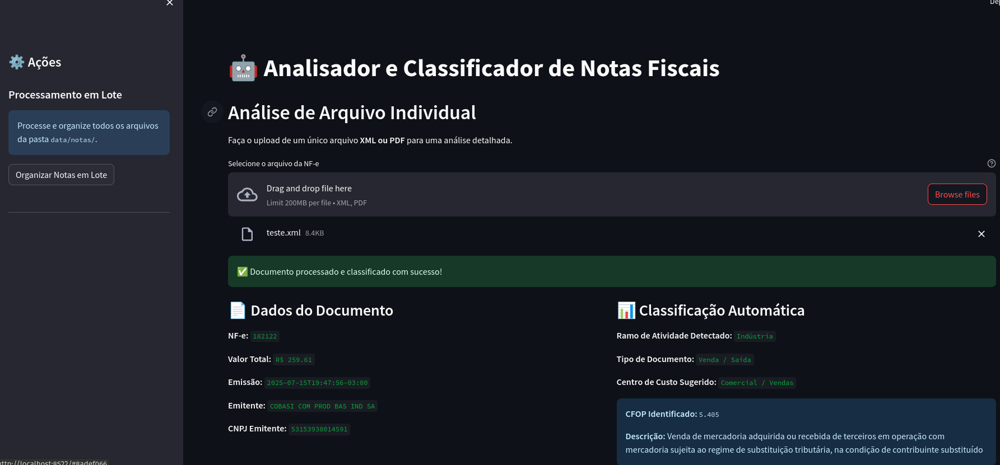 Ações
Processamento em Lote
Processe e organize todos os arquivos
da pasta data/notas/.
Organizar Notas em Lote
Analisador e Classificador de Notas Fiscais
Análise de Arquivo Individual
Faça o upload de um único arquivo XML ou PDF para uma análise detalhada.
Selecione o arquivo da NF-e
Drag and drop file here
Limit 200MB per file • XML, PDF
Browse files
teste.xml 8.4KB
✅ Documento processado e classificado com sucesso!
Dados do Documento
NF-e: 182122
Valor Total: R$ 259.61
Emissão: 2025-07-15T19:47:56-03:00
Emitente: COBASI COM PROD BAS IND SA
CNPJ Emitente: 53153938014591
Classificação Automática
Ramo de Atividade Detectado: Indústria
Tipo de Documento: Venda / Saída
Centro de Custo Sugerido: Comercial / Vendas
CFOP Identificado: 5.405
Descrição: Venda de mercadoria adquirida ou recebida de terceiros em operação com
mercadoria sujeita ao regime de substituição tributária, na condição de contribuinte substituído